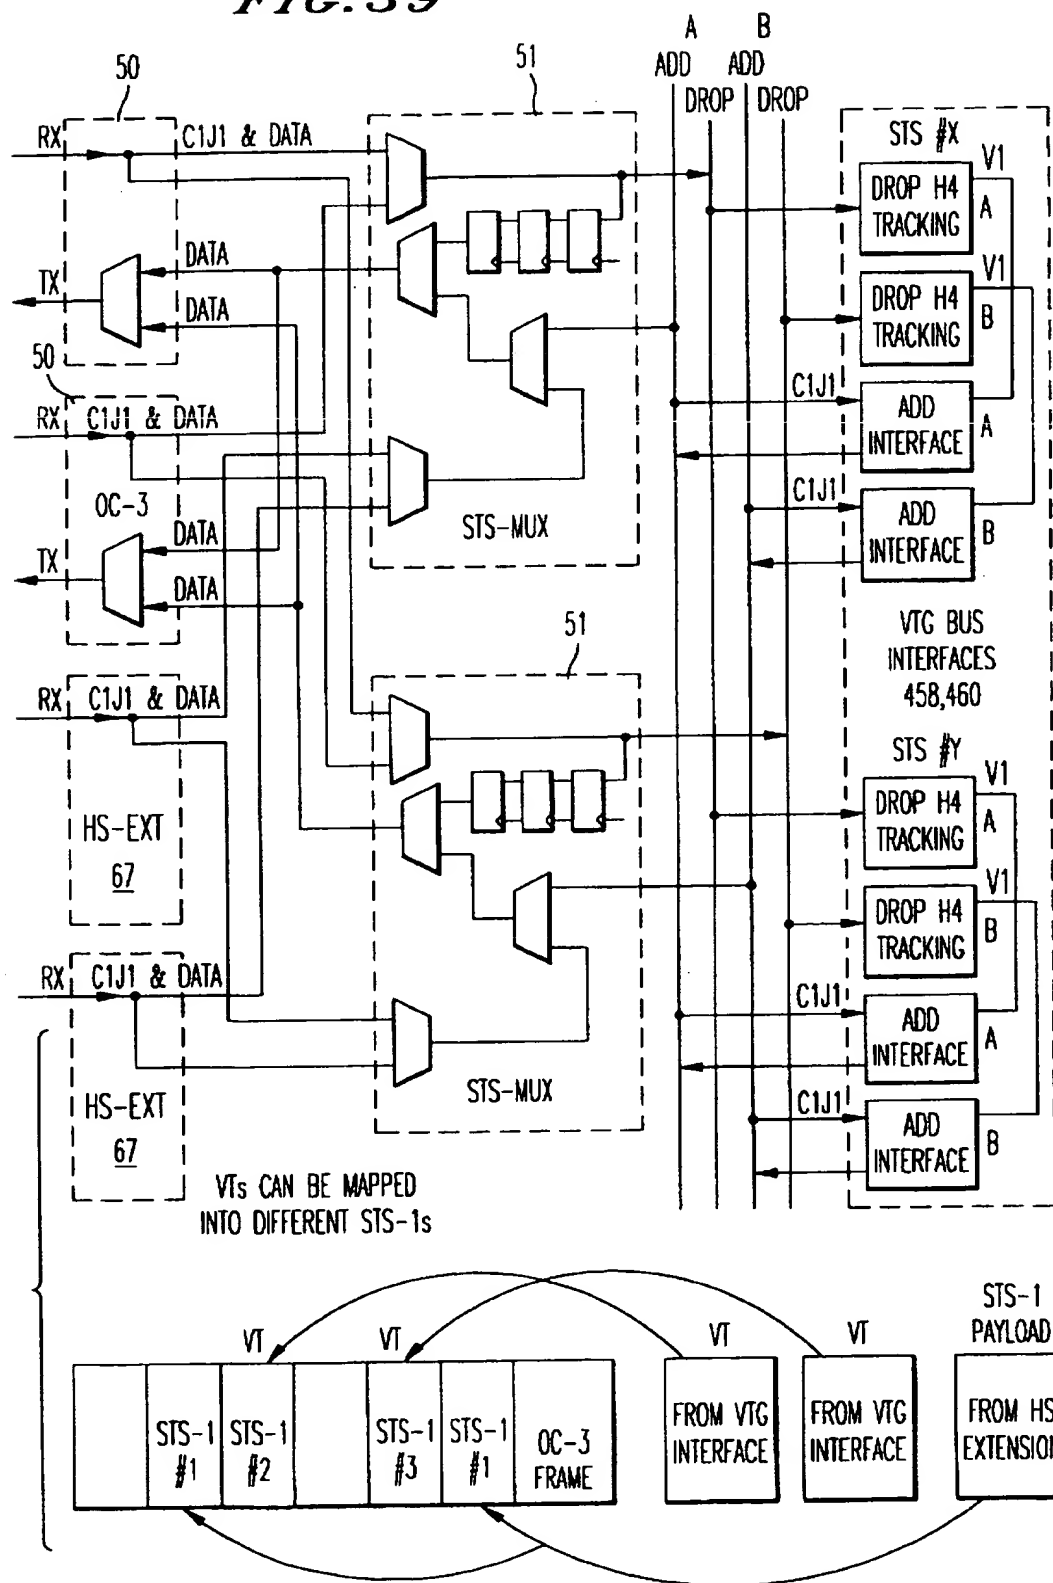 FIG. 39
A B
ADD ADD
DROP DROP
50
51
RX
C1J1 & DATA
DATA
TX
DATA
50
RX
C1J1 & DATA
OC-3
DATA
TX
DATA
STS-MUX
RX
C1J1 & DATA
HS-EXT
67
51
RX
C1J1 & DATA
HS-EXT
67
STS-MUX
STS #X
DROP H4
TRACKING
V1
A
DROP H4
TRACKING
V1
B
C1J1
ADD
INTERFACE
A
C1J1
ADD
INTERFACE
B
VTG BUS
INTERFACES
458,460
STS #Y
DROP H4
TRACKING
V1
A
DROP H4
TRACKING
V1
B
C1J1
ADD
INTERFACE
A
C1J1
ADD
INTERFACE
B
VTs CAN BE MAPPED
INTO DIFFERENT STS-1s
VT
VT
VT
VT
STS-1
PAYLOAD
STS-1
#1
STS-1
#2
STS-1
#3
STS-1
#1
OC-3
FRAME
FROM VTG
INTERFACE
FROM VTG
INTERFACE
FROM HS
EXTENSION